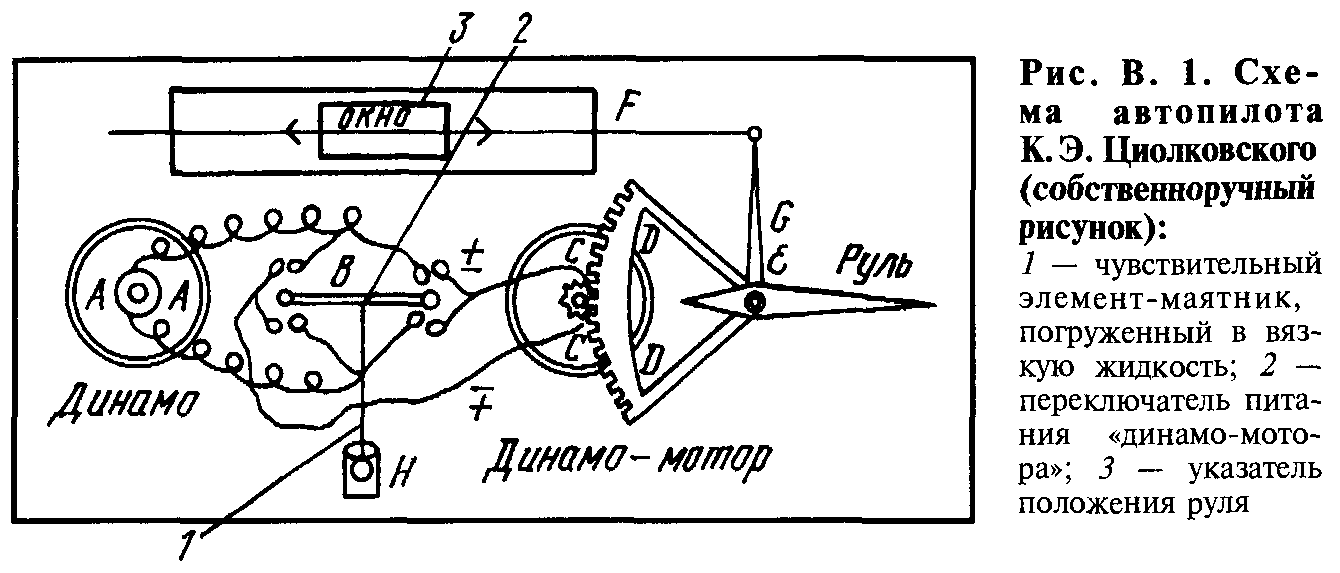 3 2
окно
F
G
A A
B
±
C
D
ε
Руль
C
D
Динамо
∓
H
Динамо-мотор
1
Рис. В. 1. Схе-
ма автопилота
К.Э. Циолковского
(собственноручный
рисунок):
1 — чувствительный
элемент-маятник,
погруженный в вяз-
кую жидкость; 2 —
переключатель пита-
ния «динамо-мото-
ра»; 3 — указатель
положения руля